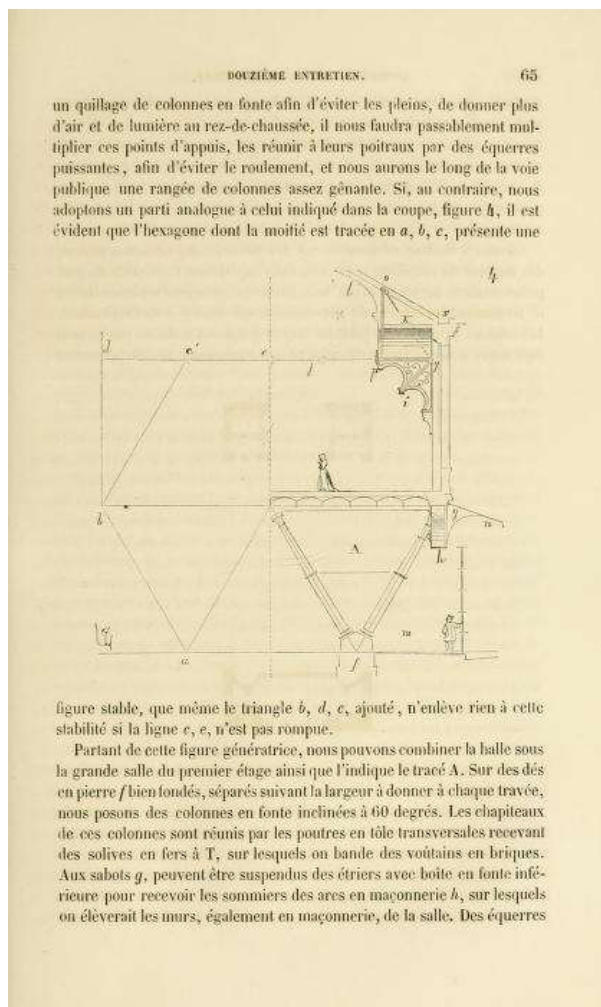 DOUZIÈME ENTRETIEN. 65
un quillage de colonnes en fonte afin d'éviter les pleins, de donner plus
d'air et de lumière au rez-de-chaussée, il nous faudra passablement mul-
tiplier ces points d'appuis, les réunir à leurs poitraux par des équerres
puissantes, afin d'éviter le roulement, et nous aurons le long de la voie
publique une rangée de colonnes assez gênante. Si, au contraire, nous
adoptons un parti analogue à celui indiqué dans la coupe, figure 4, il est
évident que l'hexagone dont la moitié est tracée en a, b, c, présente une
4
l
o
K
e'
e
p
i
b
A
g
n
h
m
a
f
figure stable, que même le triangle b, d, c, ajouté, n'enlève rien à cette
stabilité si la ligne c, e, n'est pas rompue.
Partant de cette figure génératrice, nous pouvons combiner la halle sous
la grande salle du premier étage ainsi que l'indique le tracé A. Sur des dés
en pierre f bien fondés, séparés suivant la largeur à donner à chaque travée,
nous posons des colonnes en fonte inclinées à 60 degrés. Les chapiteaux
de ces colonnes sont réunis par les poutres en tôle transversales recevant
des solives en fers à T, sur lesquels on bande des voûtains en briques.
Aux sabots g, peuvent être suspendus des étriers avec boîte en fonte infé-
rieure pour recevoir les sommiers des arcs en maçonnerie h, sur lesquels
on élèverait les murs, également en maçonnerie, de la salle. Des équerres